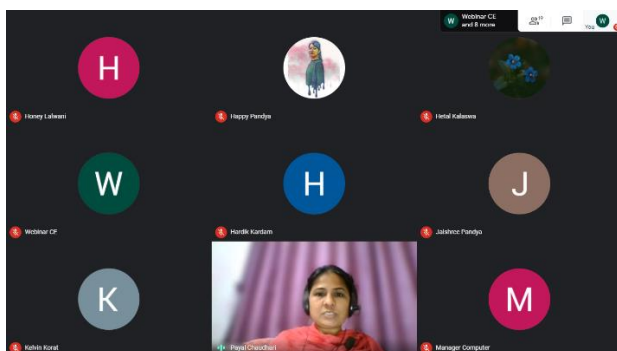 W Webinar CE
and 8 more
You W
H
Honey Lalwani
Happy Pandya
Hetal Kalaswa
W
Webinar CE
H
Hardik Kardam
J
Jaishree Pandya
K
Kelvin Korat
Payal Chaudhari
M
Manager Computer